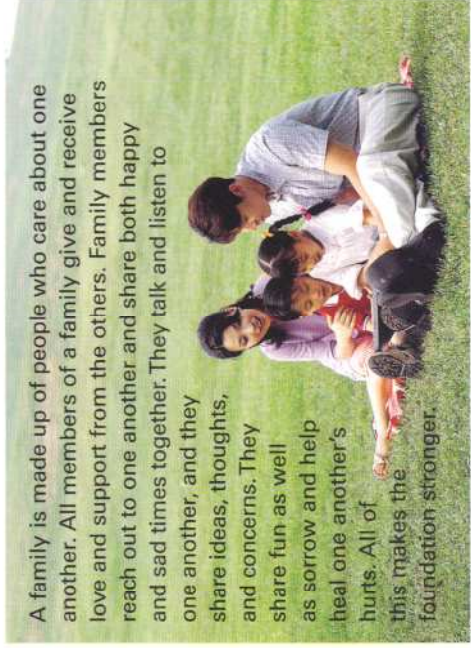 A family is made up of people who care about one
another. All members of a family give and receive
love and support from the others. Family members
reach out to one another and share both happy
and sad times together. They talk and listen to
one another, and they
share ideas, thoughts,
and concerns. They
share fun as well
as sorrow and help
heal one another's
hurts. All of
this makes the
foundation stronger.